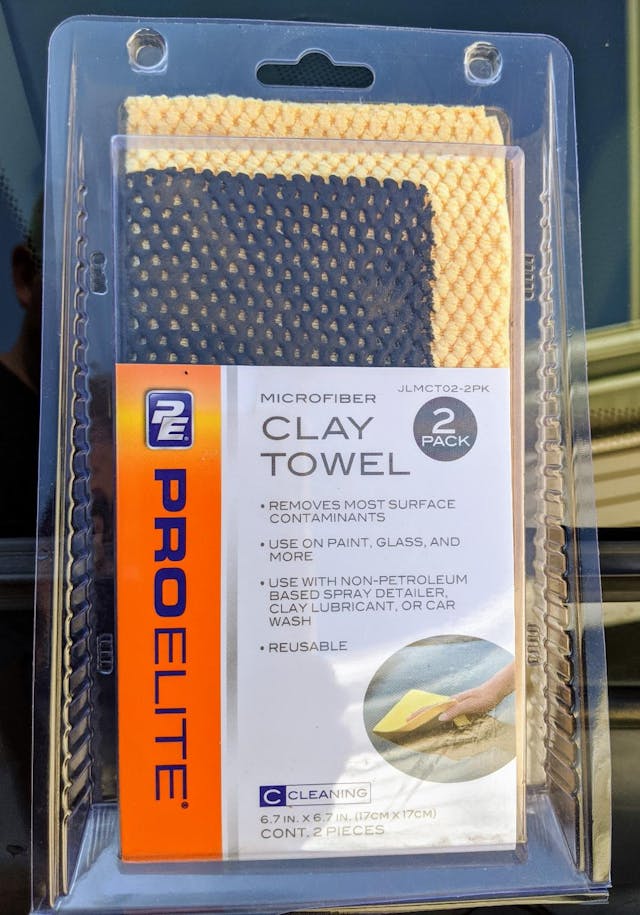 JLMCT02-2PK
MICROFIBER
CLAY
TOWEL
2
PACK
• REMOVES MOST SURFACE
CONTAMINANTS
• USE ON PAINT, GLASS, AND
MORE
• USE WITH NON-PETROLEUM
BASED SPRAY DETAILER,
CLAY LUBRICANT, OR CAR
WASH
• REUSABLE
PE®
PROELITE®
C CLEANING
6.7 IN. X 6.7 IN. (17CM X 17CM)
CONT. 2 PIECES